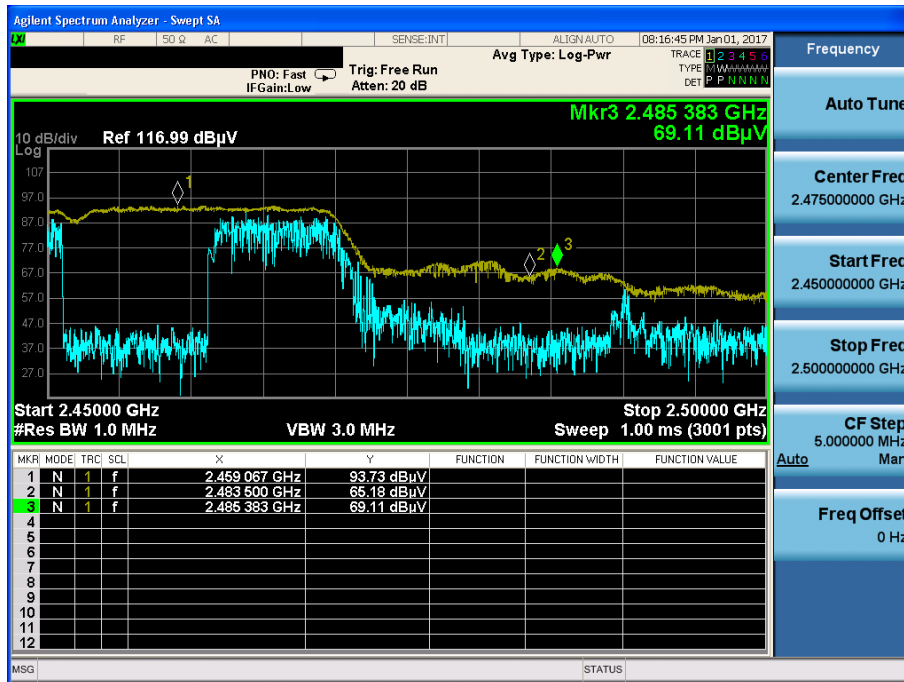 Agilent Spectrum Analyzer - Swept SA
LXI RF 50 Ω AC SENSE:INT ALIGN AUTO 08:16:45 PM Jan 01, 2017
Frequency
PNO: Fast
IFGain:Low
Trig: Free Run
Atten: 20 dB
Avg Type: Log-Pwr
TRACE 1 2 3 4 5 6
TYPE M WWWWW
DET P P N N N N
Auto Tune
Mkr3 2.485 383 GHz
69.11 dBµV
10 dB/div
Log
Ref 116.99 dBµV
107
97.0
87.0
77.0
67.0
57.0
47.0
37.0
27.0
1
2
3
Center Freq
2.475000000 GHz
Start Freq
2.450000000 GHz
Stop Freq
2.500000000 GHz
Start 2.45000 GHz
Stop 2.50000 GHz
#Res BW 1.0 MHz
VBW 3.0 MHz
Sweep 1.00 ms (3001 pts)
CF Step
5.000000 MHz
Auto Man
Freq Offset
0 Hz
MKR MODE TRC SCL X Y FUNCTION FUNCTION WIDTH FUNCTION VALUE
1 N 1 f 2.459 067 GHz 93.73 dBµV
2 N 1 f 2.483 500 GHz 65.18 dBµV
3 N 1 f 2.485 383 GHz 69.11 dBµV
4
5
6
7
8
9
10
11
12
MSG
STATUS